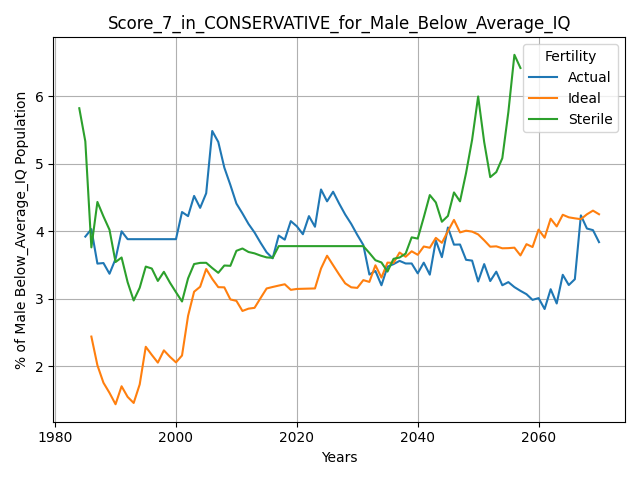 Score_7_in_CONSERVATIVE_for_Male_Below_Average_IQ
Fertility
Actual
Ideal
Sterile
% of Male Below_Average_IQ Population
6
5
4
3
2
1980
2000
2020
2040
2060
Years